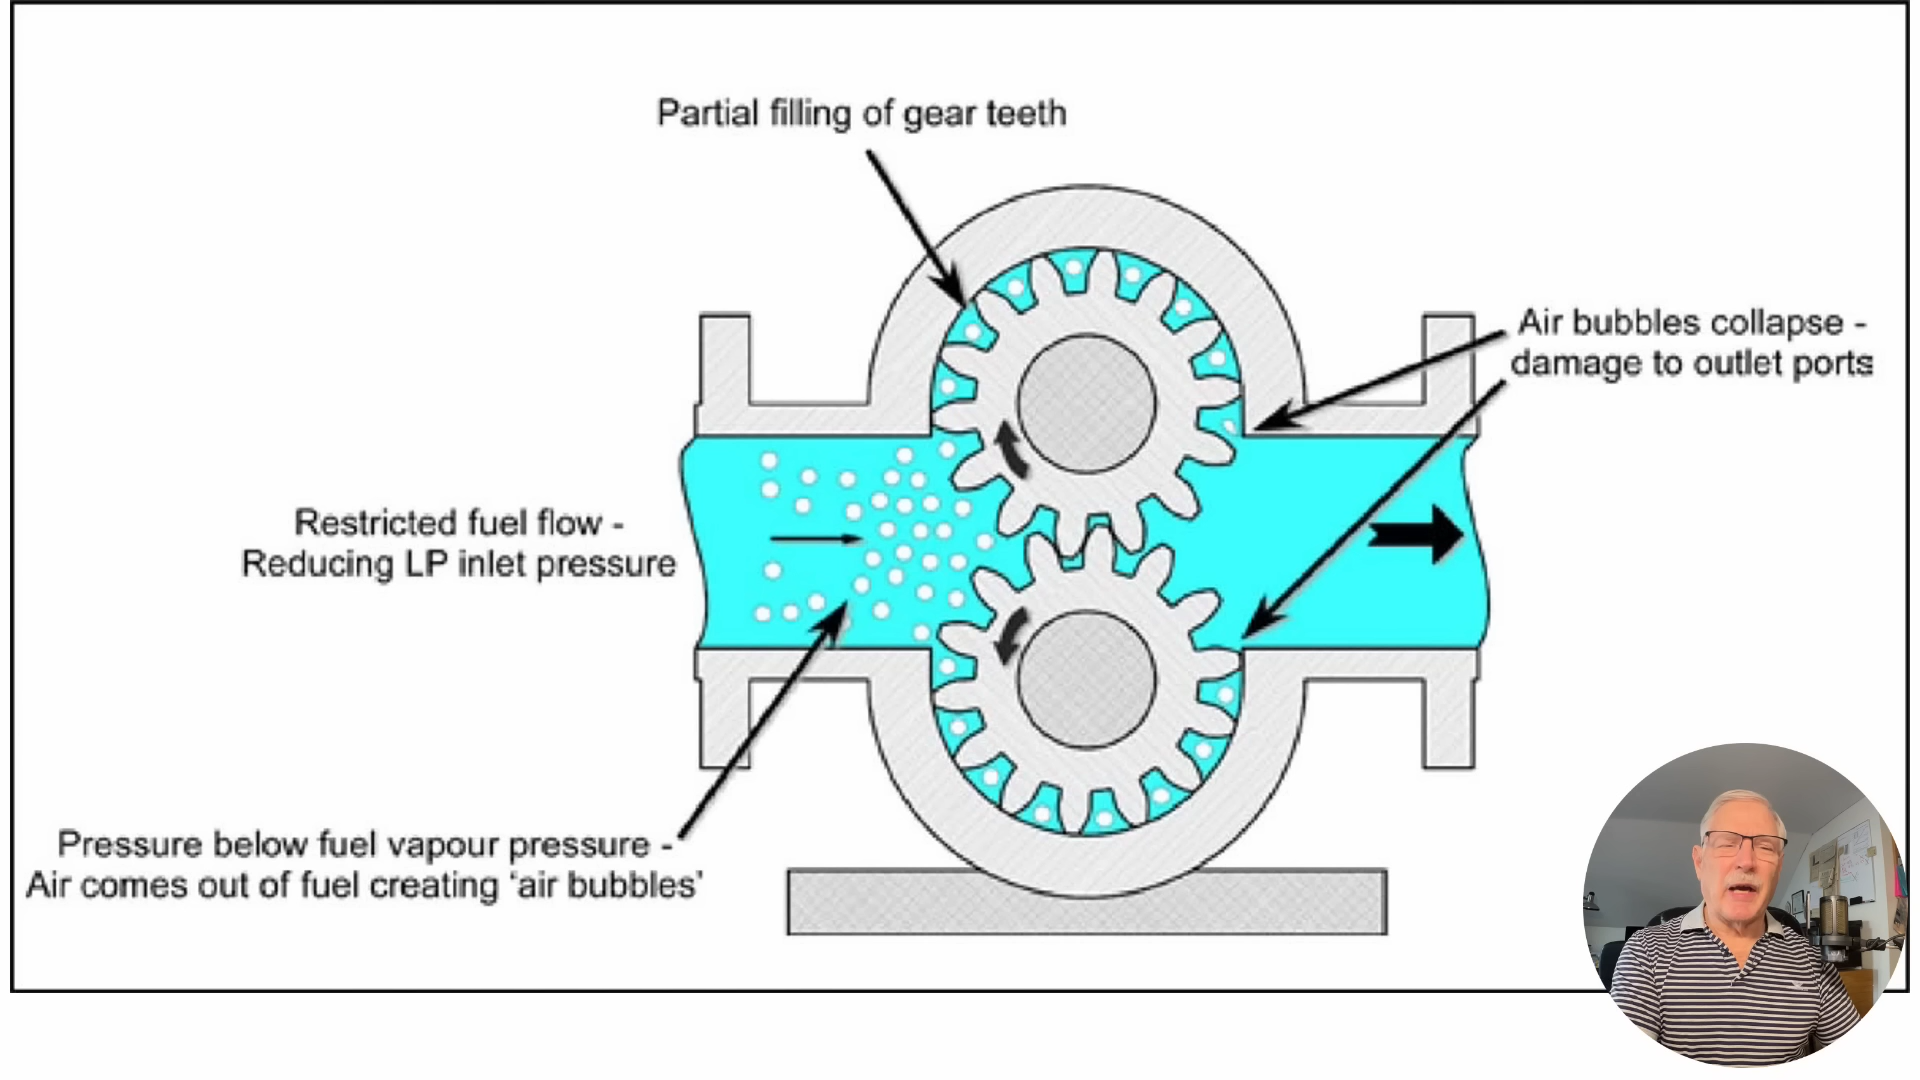 Partial filling of gear teeth
Air bubbles collapse -
damage to outlet ports
Restricted fuel flow -
Reducing LP inlet pressure
Pressure below fuel vapour pressure -
Air comes out of fuel creating ‘air bubbles’